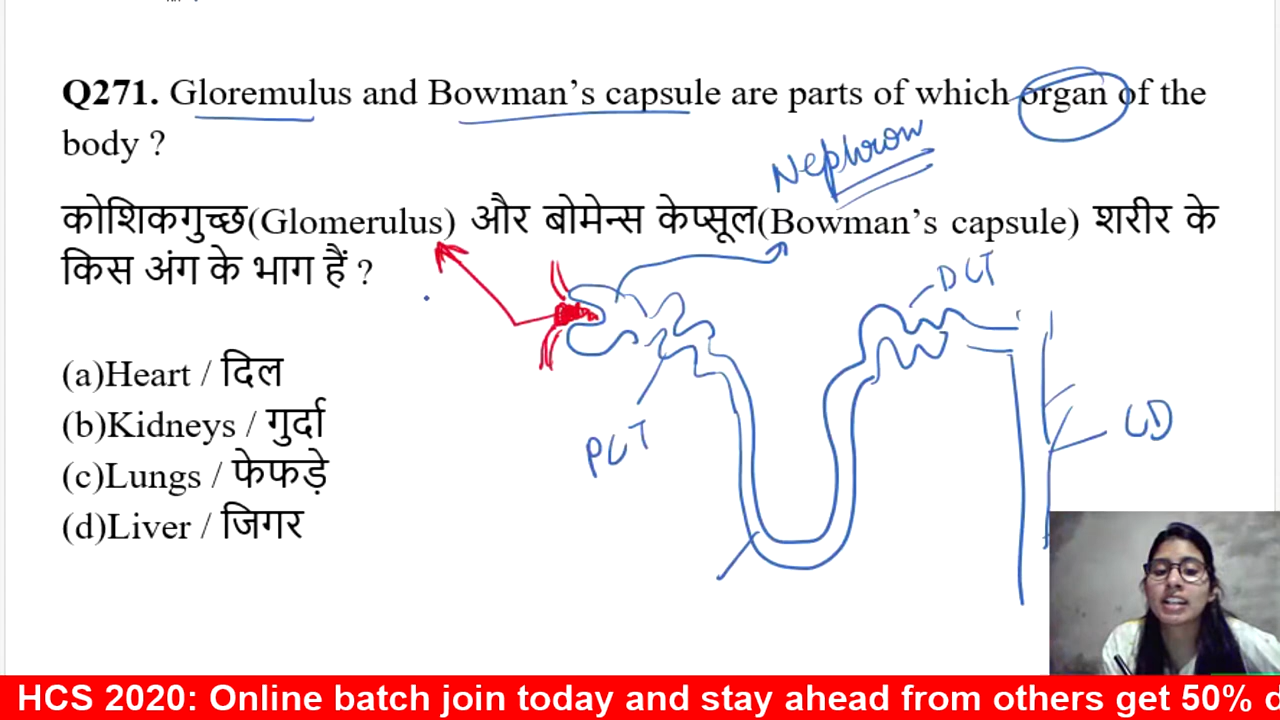 Q271. Gloremulus and Bowman's capsule are parts of which organ of the
body ?
Nephron
कोशिकगुच्छ(Glomerulus) और बोमेन्स केप्सूल(Bowman's capsule) शरीर के
किस अंग के भाग हैं ?
DCT
(a)Heart / दिल
(b)Kidneys / गुर्दा
PCT
CD
(c)Lungs / फेफड़े
(d)Liver / जिगर
HCS 2020: Online batch join today and stay ahead from others get 50%